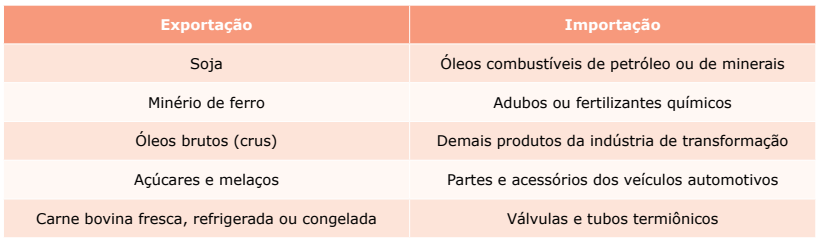 Exportação Importação
Soja Óleos combustíveis de petróleo ou de minerais
Minério de ferro Adubos ou fertilizantes químicos
Óleos brutos (crus) Demais produtos da indústria de transformação
Açúcares e melaços Partes e acessórios dos veículos automotivos
Carne bovina fresca, refrigerada ou congelada Válvulas e tubos termiônicos